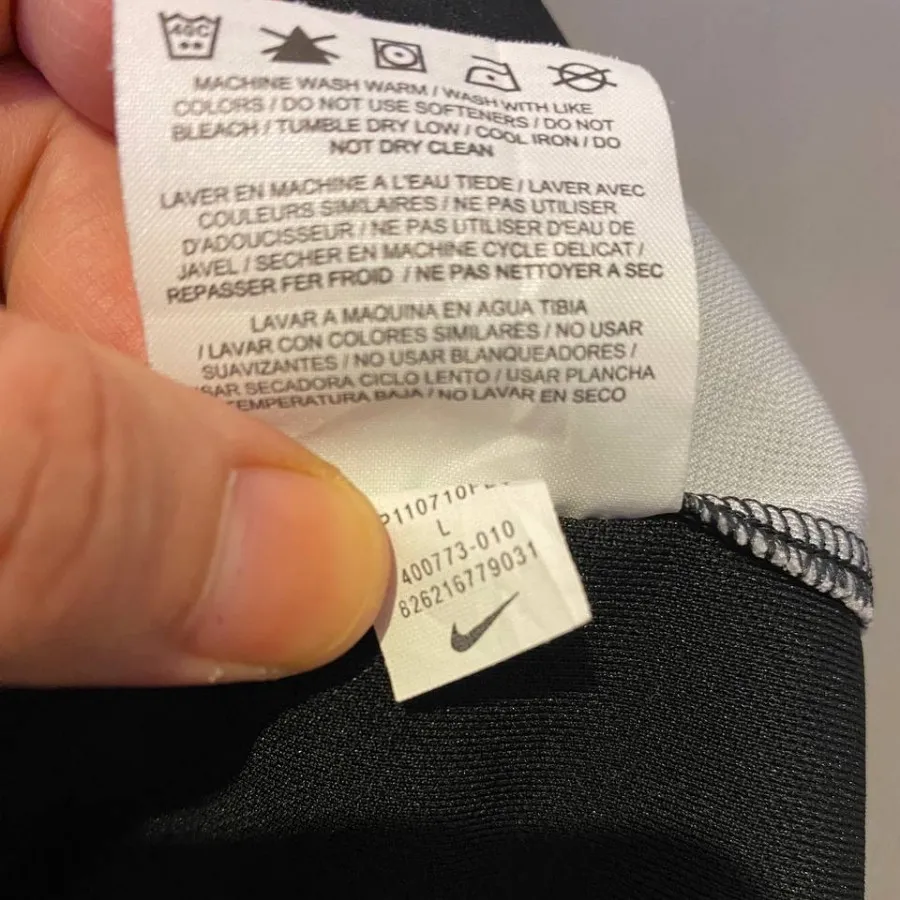 40C
MACHINE WASH WARM / WASH WITH LIKE
COLORS / DO NOT USE SOFTENERS / DO NOT
BLEACH / TUMBLE DRY LOW / COOL IRON / DO
NOT DRY CLEAN
LAVER EN MACHINE A L'EAU TIEDE / LAVER AVEC
COULEURS SIMILAIRES / NE PAS UTILISER
D'ADOUCISSEUR / NE PAS UTILISER D'EAU DE
JAVEL / SECHER EN MACHINE CYCLE DELICAT /
REPASSER FER FROID / NE PAS NETTOYER A SEC
LAVAR A MAQUINA EN AGUA TIBIA
/ LAVAR CON COLORES SIMILARES / NO USAR
SUAVIZANTES / NO USAR BLANQUEADORES /
SECADORA CICLO LENTO / USAR PLANCHA
TEMPERATURA BAJA / NO LAVAR EN SECO
L
400773-010
826216779031